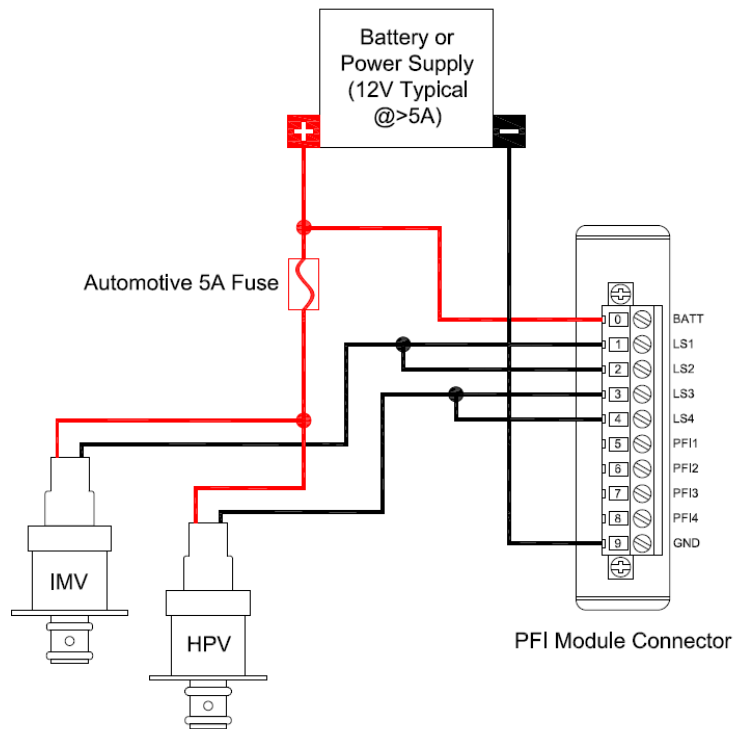 Battery or
Power Supply
(12V Typical
@>5A)
+
−
Automotive 5A Fuse
0 BATT
1 LS1
2 LS2
3 LS3
4 LS4
5 PFI1
6 PFI2
7 PFI3
8 PFI4
9 GND
IMV
HPV
PFI Module Connector